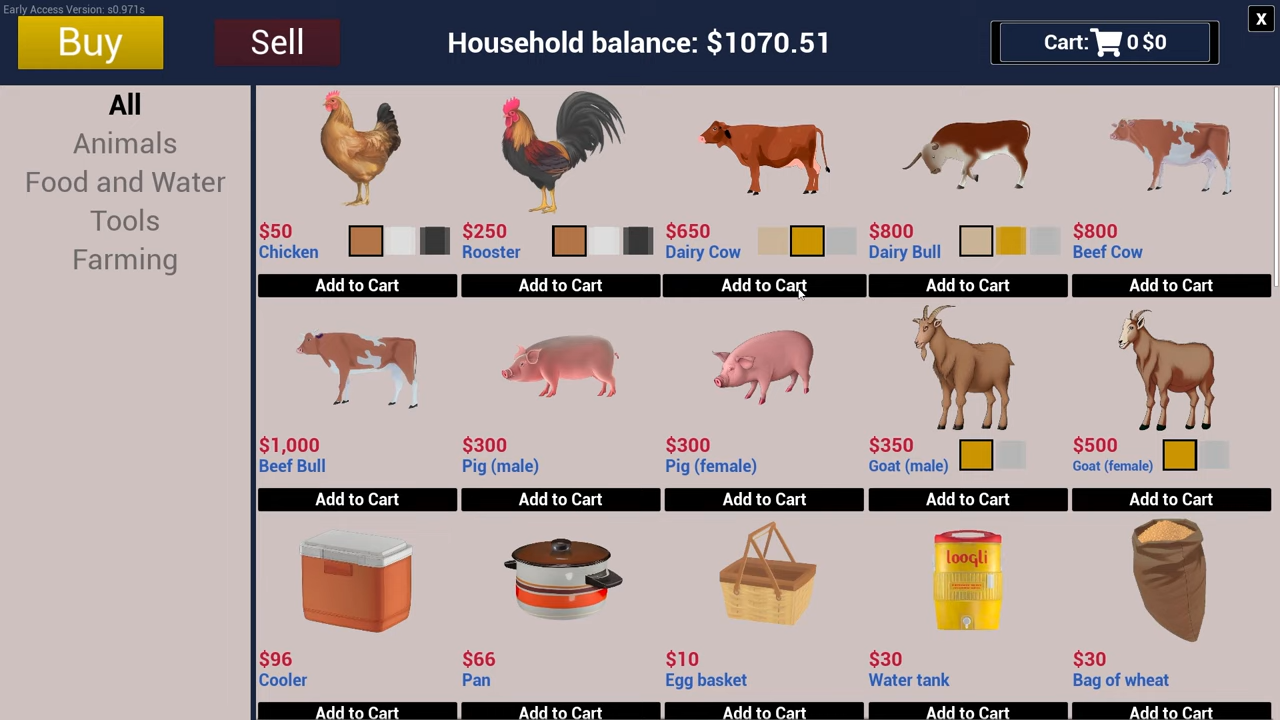 Early Access Version: s0.971s
Buy
Sell
Household balance: $1070.51
Cart: 0 $0
X
All
Animals
Food and Water
Tools
Farming
$50
Chicken
Add to Cart
$250
Rooster
Add to Cart
$650
Dairy Cow
Add to Cart
$800
Dairy Bull
Add to Cart
$800
Beef Cow
Add to Cart
$1,000
Beef Bull
Add to Cart
$300
Pig (male)
Add to Cart
$300
Pig (female)
Add to Cart
$350
Goat (male)
Add to Cart
$500
Goat (female)
Add to Cart
$96
Cooler
Add to Cart
$66
Pan
Add to Cart
$10
Egg basket
Add to Cart
loogli
$30
Water tank
Add to Cart
$30
Bag of wheat
Add to Cart